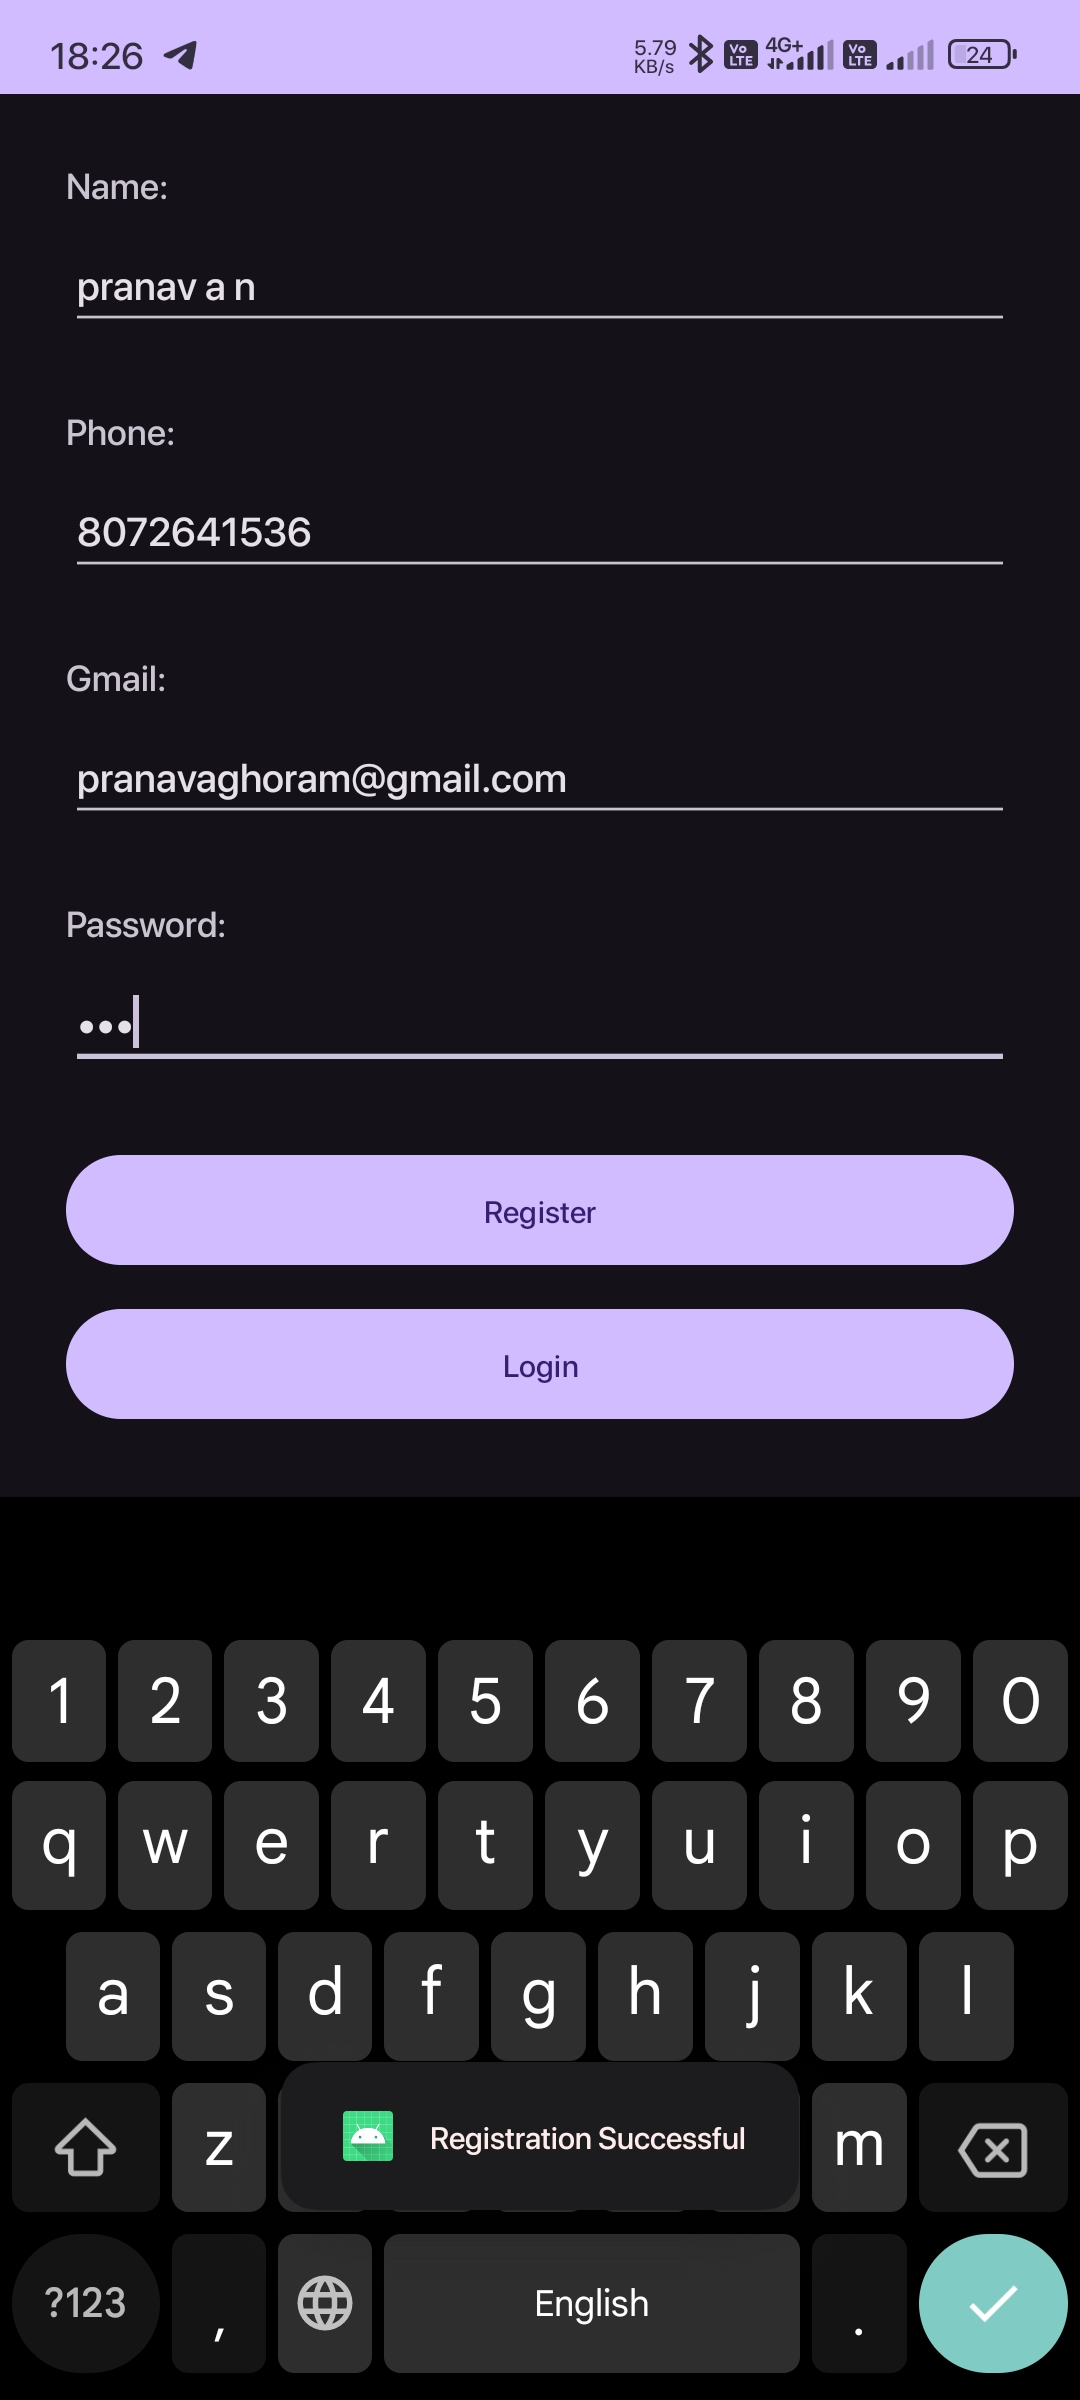 18:26
5.79 KB/s
Vo LTE
4G+
Vo LTE
24
Name:
pranav a n
Phone:
8072641536
Gmail:
pranavaghoram@gmail.com
Password:
•••
Register
Login
1 2 3 4 5 6 7 8 9 0
q w e r t y u i o p
a s d f g h j k l
z
Registration Successful
m
?123 , English .